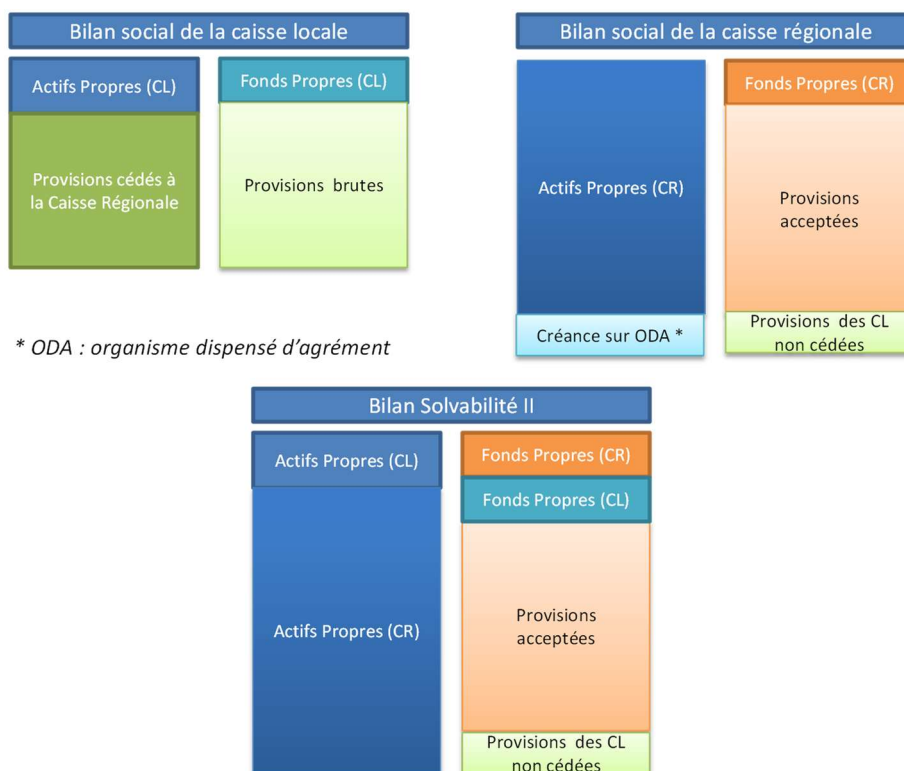 Bilan social de la caisse locale
Actifs Propres (CL)
Fonds Propres (CL)
Provisions cédés à
la Caisse Régionale
Provisions brutes
* ODA : organisme dispensé d'agrément
Bilan social de la caisse régionale
Actifs Propres (CR)
Fonds Propres (CR)
Provisions
acceptées
Créance sur ODA *
Provisions des CL
non cédées
Bilan Solvabilité II
Actifs Propres (CL)
Fonds Propres (CR)
Fonds Propres (CL)
Actifs Propres (CR)
Provisions
acceptées
Provisions des CL
non cédées